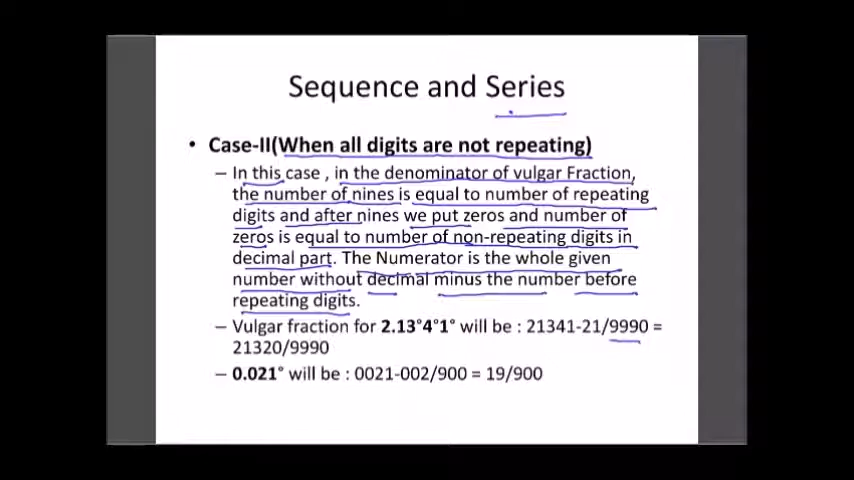 Sequence and Series
• Case-II(When all digits are not repeating)
– In this case , in the denominator of vulgar Fraction,
the number of nines is equal to number of repeating
digits and after nines we put zeros and number of
zeros is equal to number of non-repeating digits in
decimal part. The Numerator is the whole given
number without decimal minus the number before
repeating digits.
– Vulgar fraction for 2.13°4°1° will be : 21341-21/9990 =
21320/9990
– 0.021° will be : 0021-002/900 = 19/900